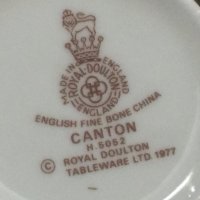 MADE IN ENGLAND
ROYAL DOULTON
ENGLAND
ENGLISH FINE BONE CHINA
CANTON
H.5052
© ROYAL DOULTON
TABLEWARE LTD. 1977